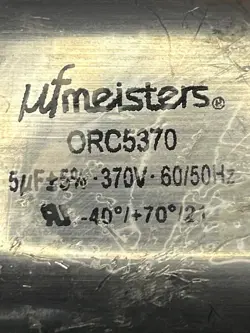 µfmeisters®
ORC5370
5µF±5% · 370V · 60/50Hz
-40°/+70°/21